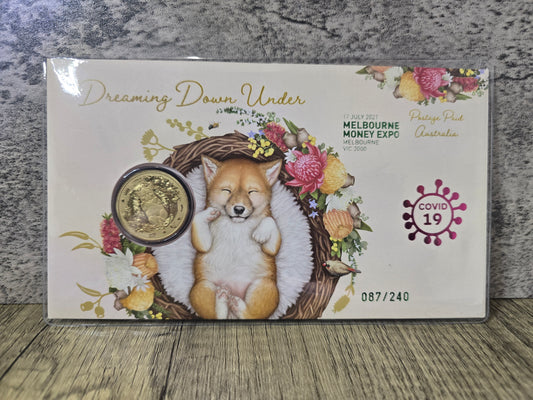 Dreaming Down Under
17 JULY 2021
MELBOURNE
MONEY EXPO
MELBOURNE
VIC 3000
Postage Paid
Australia
COVID
19
087/240